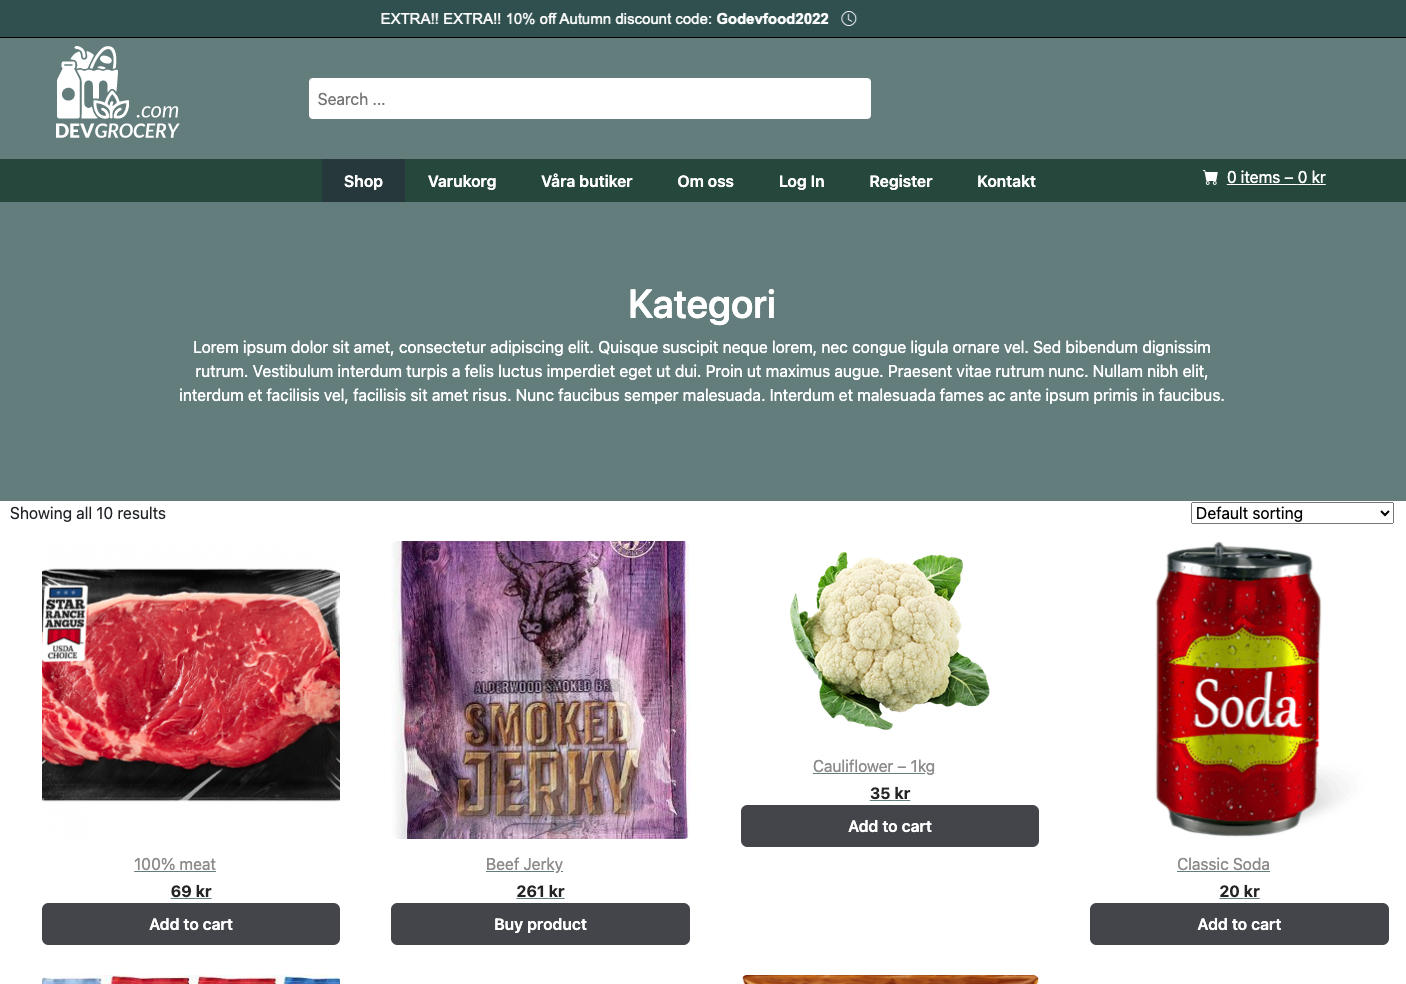 EXTRA!! EXTRA!! 10% off Autumn discount code: Godevfood2022
.com
DEVGROCERY
Search ...
Shop Varukorg Våra butiker Om oss Log In Register Kontakt 0 items – 0 kr
Kategori
Lorem ipsum dolor sit amet, consectetur adipiscing elit. Quisque suscipit neque lorem, nec congue ligula ornare vel. Sed bibendum dignissim
rutrum. Vestibulum interdum turpis a felis luctus imperdiet eget ut dui. Proin ut maximus augue. Praesent vitae rutrum nunc. Nullam nibh elit,
interdum et facilisis vel, facilisis sit amet risus. Nunc faucibus semper malesuada. Interdum et malesuada fames ac ante ipsum primis in faucibus.
Showing all 10 results
Default sorting
STAR
RANCH
ANGUS
USDA
CHOICE
100% meat
69 kr
Add to cart
ALDERWOOD SMOKED
SMOKED
JERKY
Beef Jerky
261 kr
Buy product
Cauliflower – 1kg
35 kr
Add to cart
Soda
Classic Soda
20 kr
Add to cart